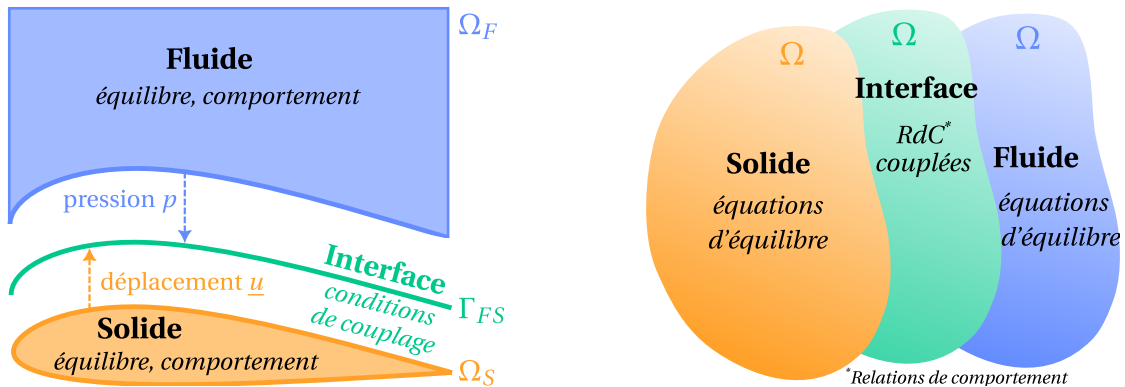 Ω_F
Fluide
équilibre, comportement
pression p
Interface
déplacement u
conditions
de couplage
Γ_FS
Solide
équilibre, comportement
Ω_S
Ω
Ω
Ω
Interface
RdC*
couplées
Solide
équations
d'équilibre
Fluide
équations
d'équilibre
*Relations de comportement